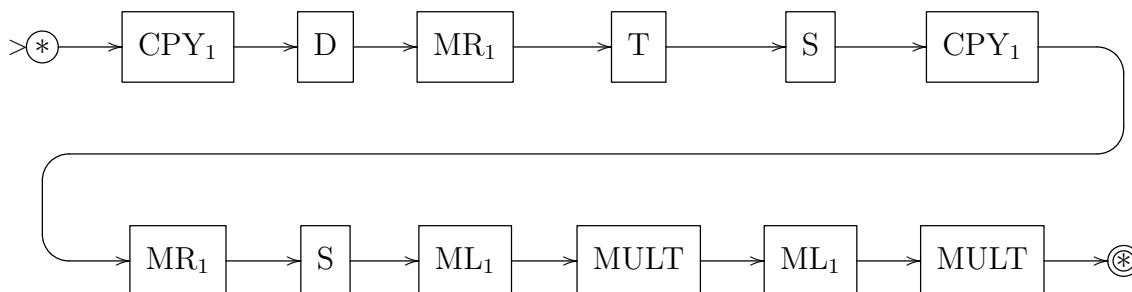 > * CPY₁ D MR₁ T S CPY₁
MR₁ S ML₁ MULT ML₁ MULT *